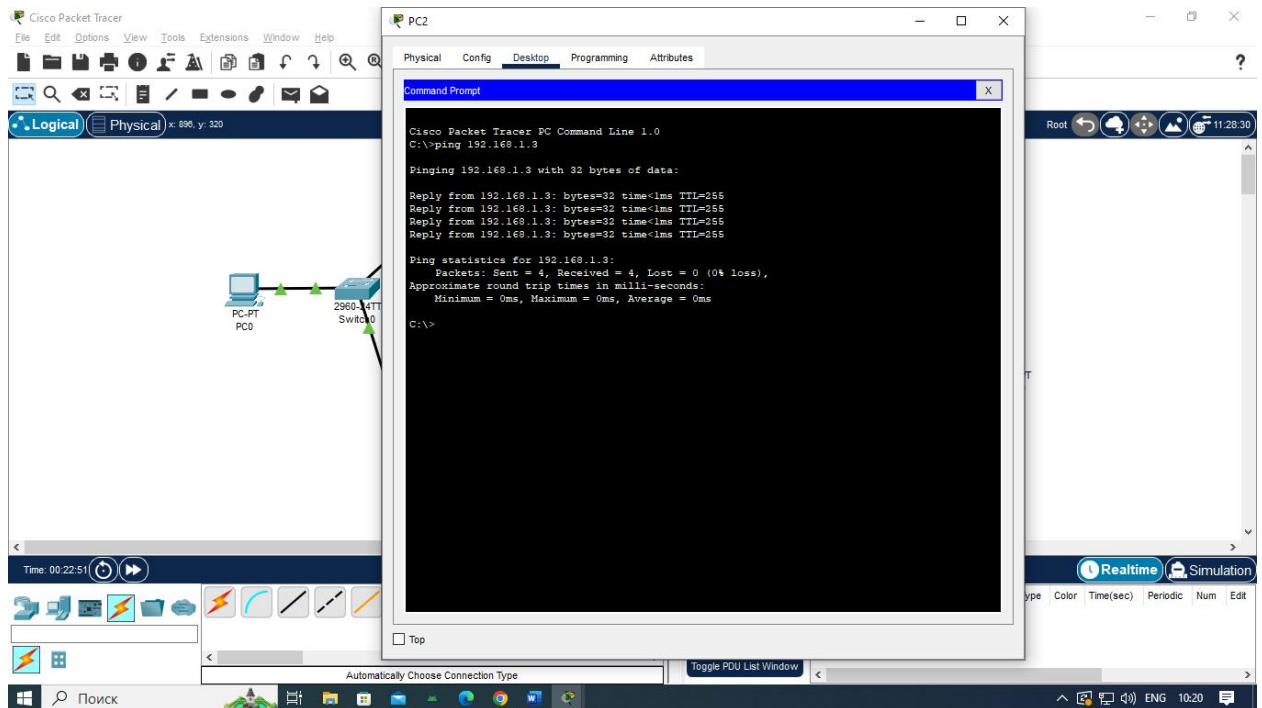 Cisco Packet Tracer
File Edit Options View Tools Extensions Window Help
?
Logical Physical x: 896, y: 320
Root 11:28:30
PC2
Physical Config Desktop Programming Attributes
Command Prompt X
Cisco Packet Tracer PC Command Line 1.0
C:\>ping 192.168.1.3
Pinging 192.168.1.3 with 32 bytes of data:
Reply from 192.168.1.3: bytes=32 time<1ms TTL=255
Reply from 192.168.1.3: bytes=32 time<1ms TTL=255
Reply from 192.168.1.3: bytes=32 time<1ms TTL=255
Reply from 192.168.1.3: bytes=32 time<1ms TTL=255
Ping statistics for 192.168.1.3:
Packets: Sent = 4, Received = 4, Lost = 0 (0% loss),
Approximate round trip times in milli-seconds:
Minimum = 0ms, Maximum = 0ms, Average = 0ms
C:\>
Top
PC-PT
PC0
2960-24TT
Switch0
T
Time: 00:22:51
Realtime Simulation
ype Color Time(sec) Periodic Num Edit
Automatically Choose Connection Type
Toggle PDU List Window
Поиск
ENG 10:20